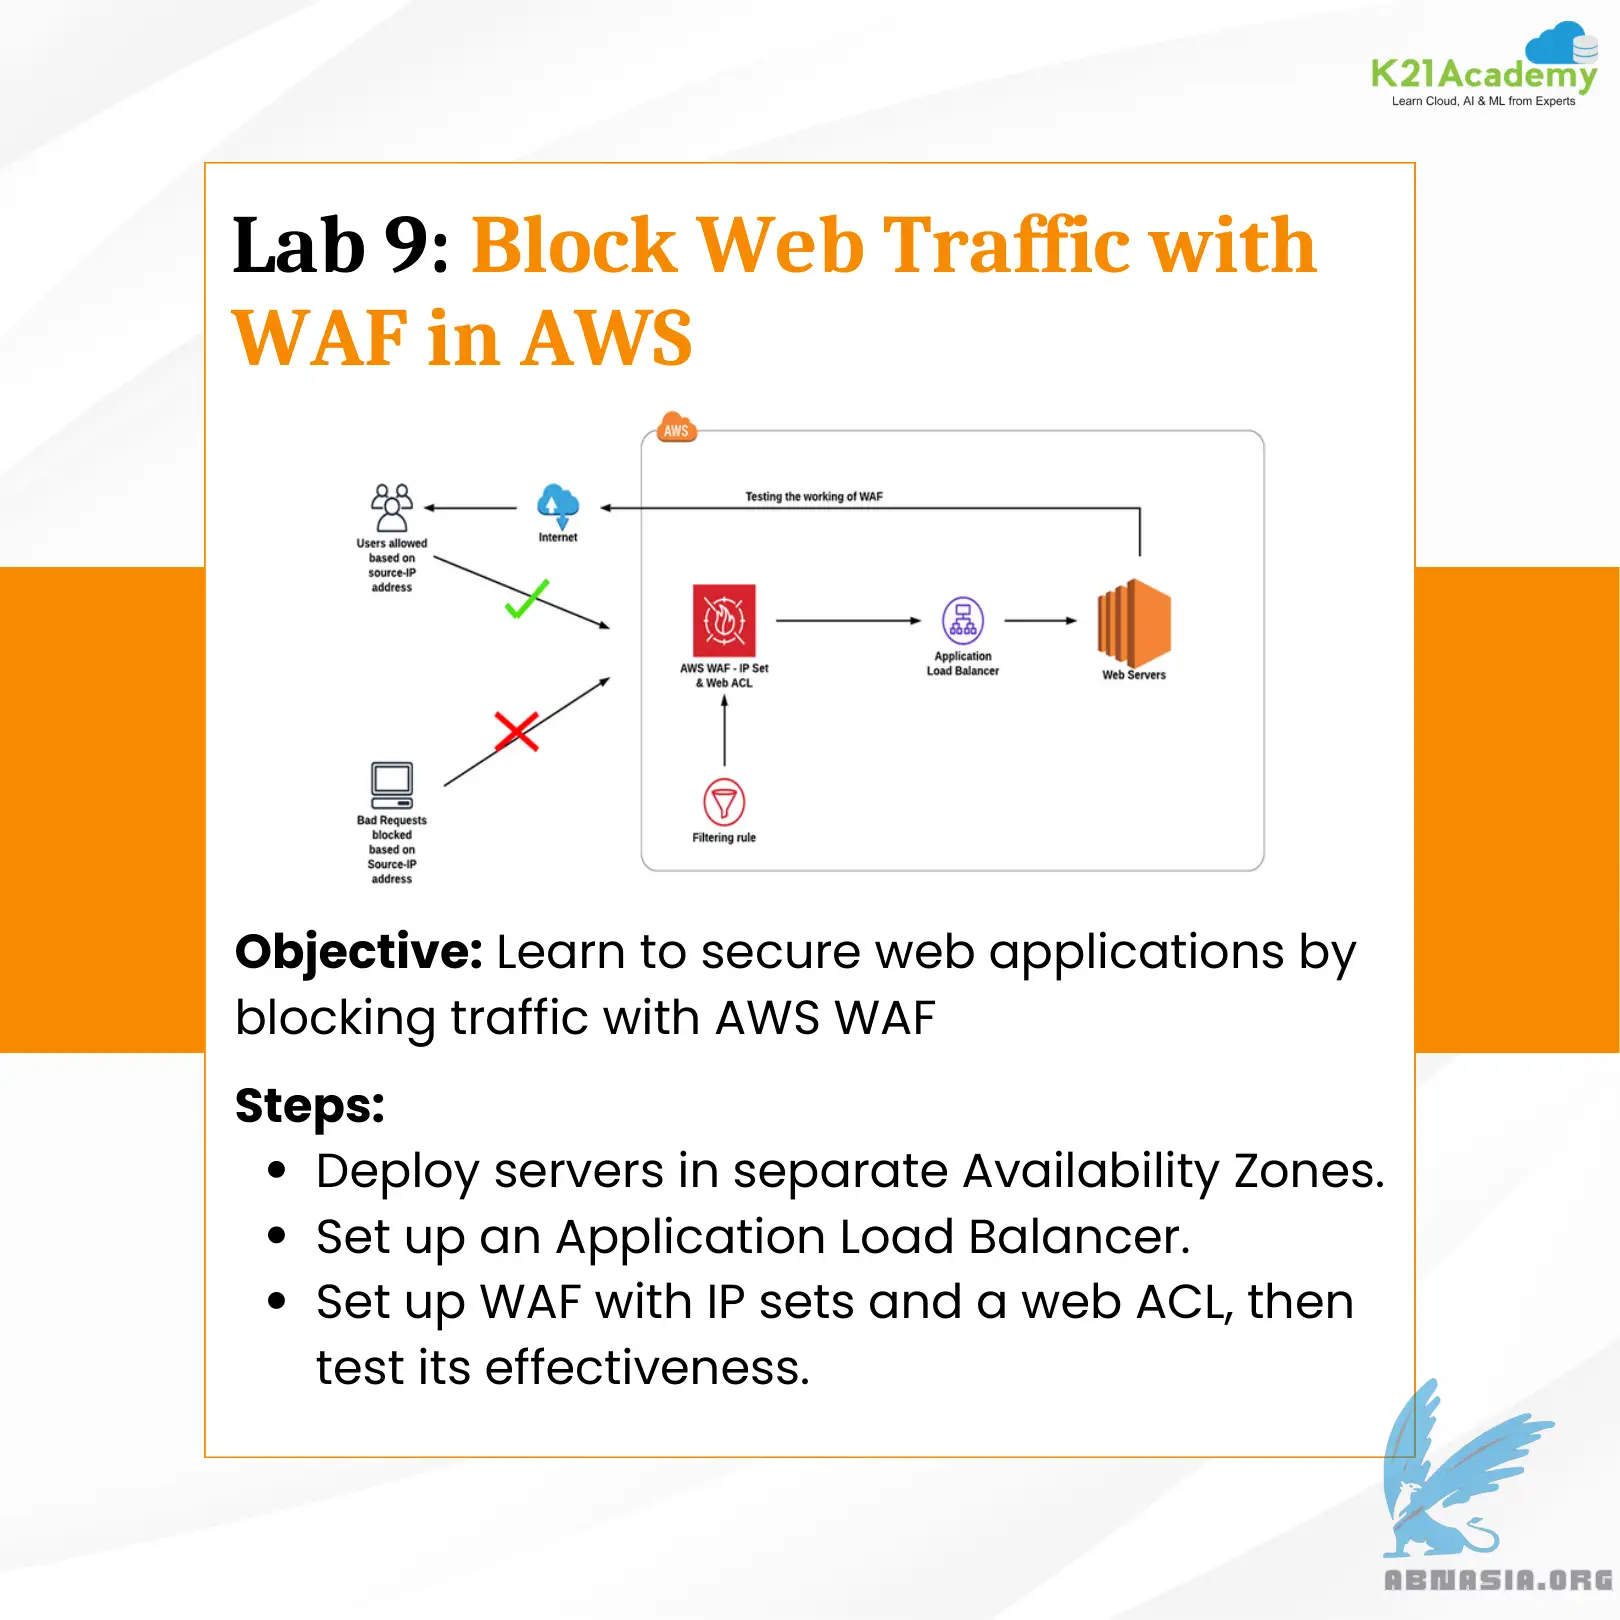 K21Academy
Learn Cloud, AI & ML from Experts
Lab 9: Block Web Traffic with
WAF in AWS
AWS
Testing the working of WAF
Internet
Users allowed
based on
source-IP
address
AWS WAF - IP Set
& Web ACL
Application
Load Balancer
Web Servers
Bad Requests
blocked
based on
Source-IP
address
Filtering rule
Objective: Learn to secure web applications by
blocking traffic with AWS WAF
Steps:
• Deploy servers in separate Availability Zones.
• Set up an Application Load Balancer.
• Set up WAF with IP sets and a web ACL, then
test its effectiveness.
ABNASIA.ORG